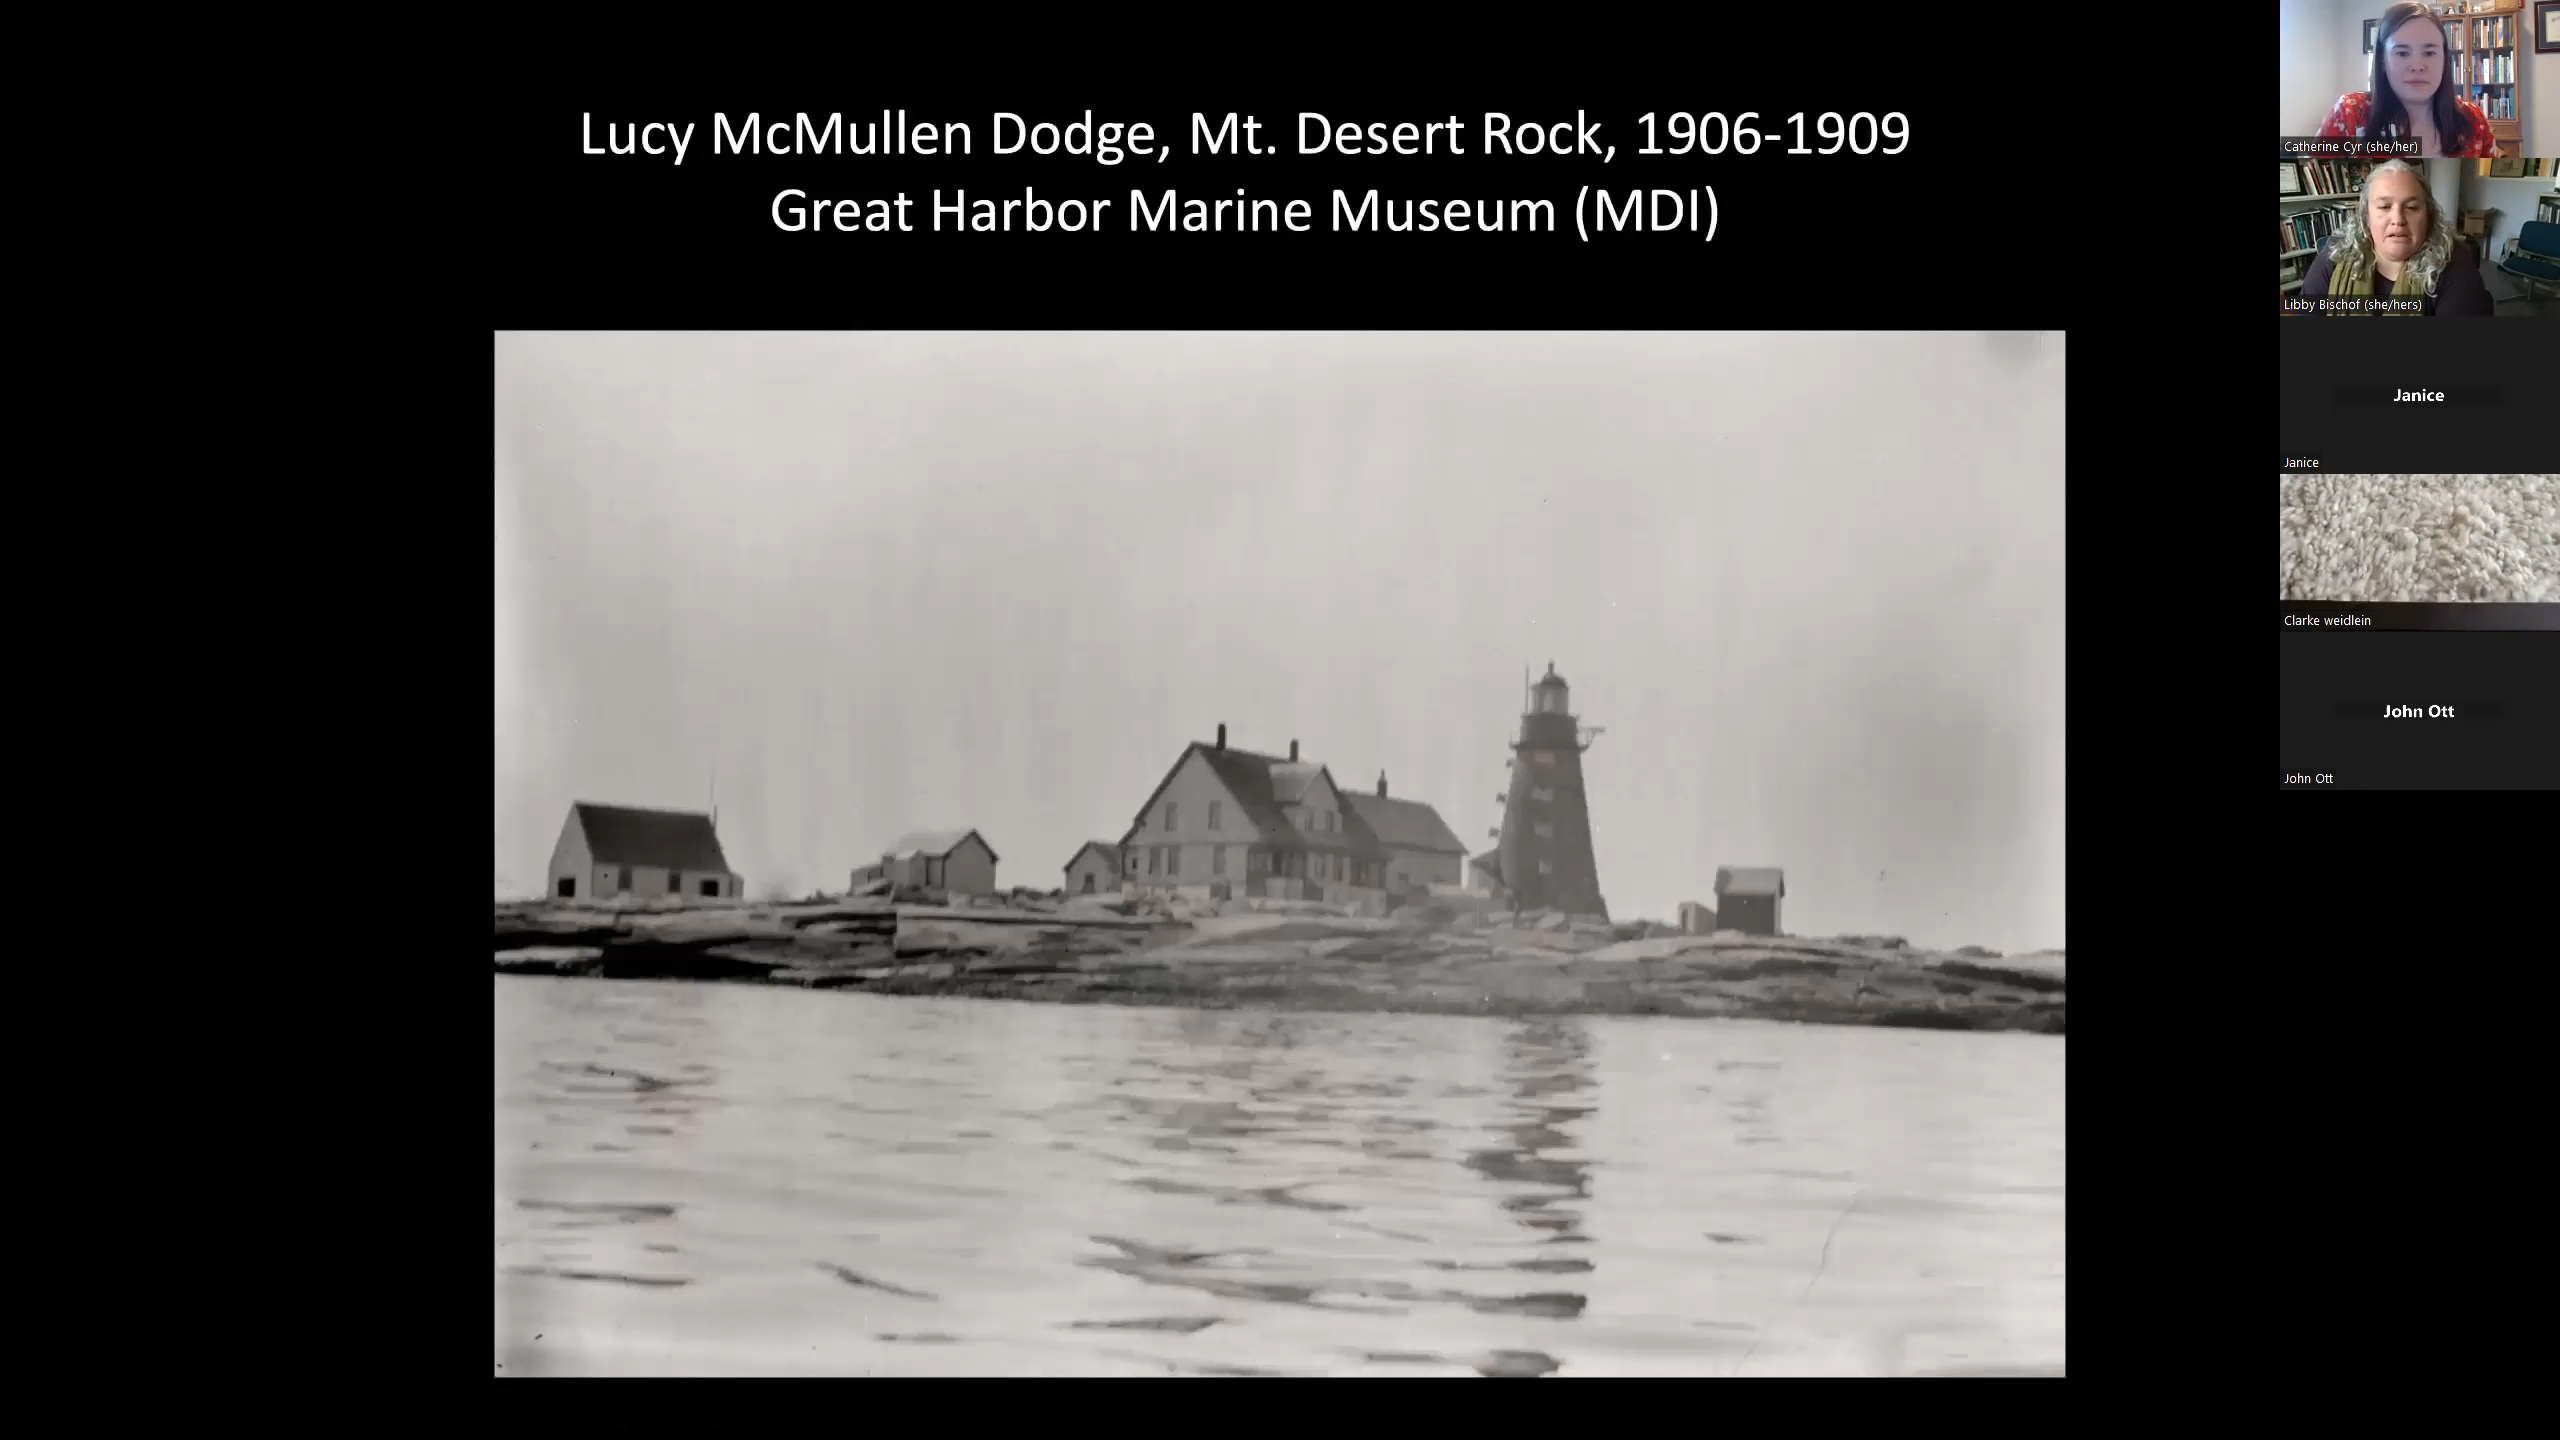 Lucy McMullen Dodge, Mt. Desert Rock, 1906-1909
Great Harbor Marine Museum (MDI)
Catherine Cyr (she/her)
Libby Bischof (she/hers)
Janice
Janice
Clarke weidlein
John Ott
John Ott